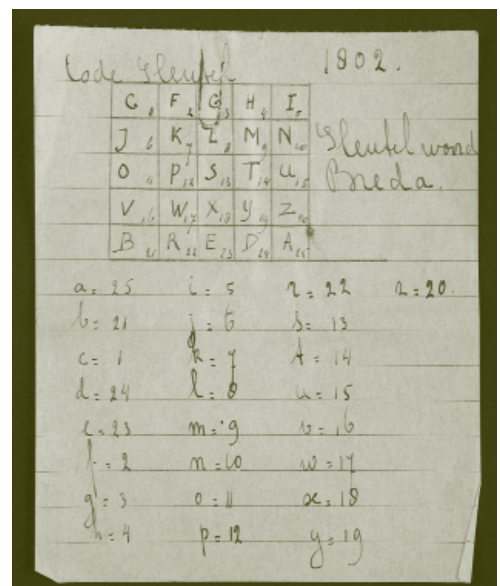 Code Sleutel 1802.
C 1 F 2 G 3 H 4 I 5
J 6 K 7 L 8 M 9 N 10
Sleutel woord
O 11 P 12 S 13 T 14 U 15
Breda.
V 16 W 17 X 18 Y 19 Z 20
B 21 R 22 E 23 D 24 A 25
a = 25 i = 5 r = 22 z = 20.
b = 21 j = 6 s = 13
c = 1 k = 7 t = 14
d = 24 l = 8 u = 15
e = 23 m = 9 v = 16
f = 2 n = 10 w = 17
g = 3 o = 11 x = 18
h = 4 p = 12 y = 19